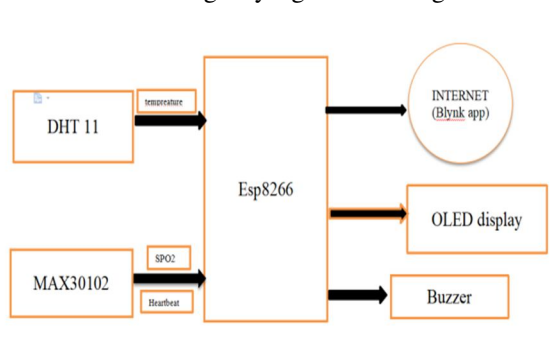 DHT 11
tempreature
Esp8266
INTERNET
(Blynk app)
OLED display
MAX30102
SPO2
Heartbeat
Buzzer